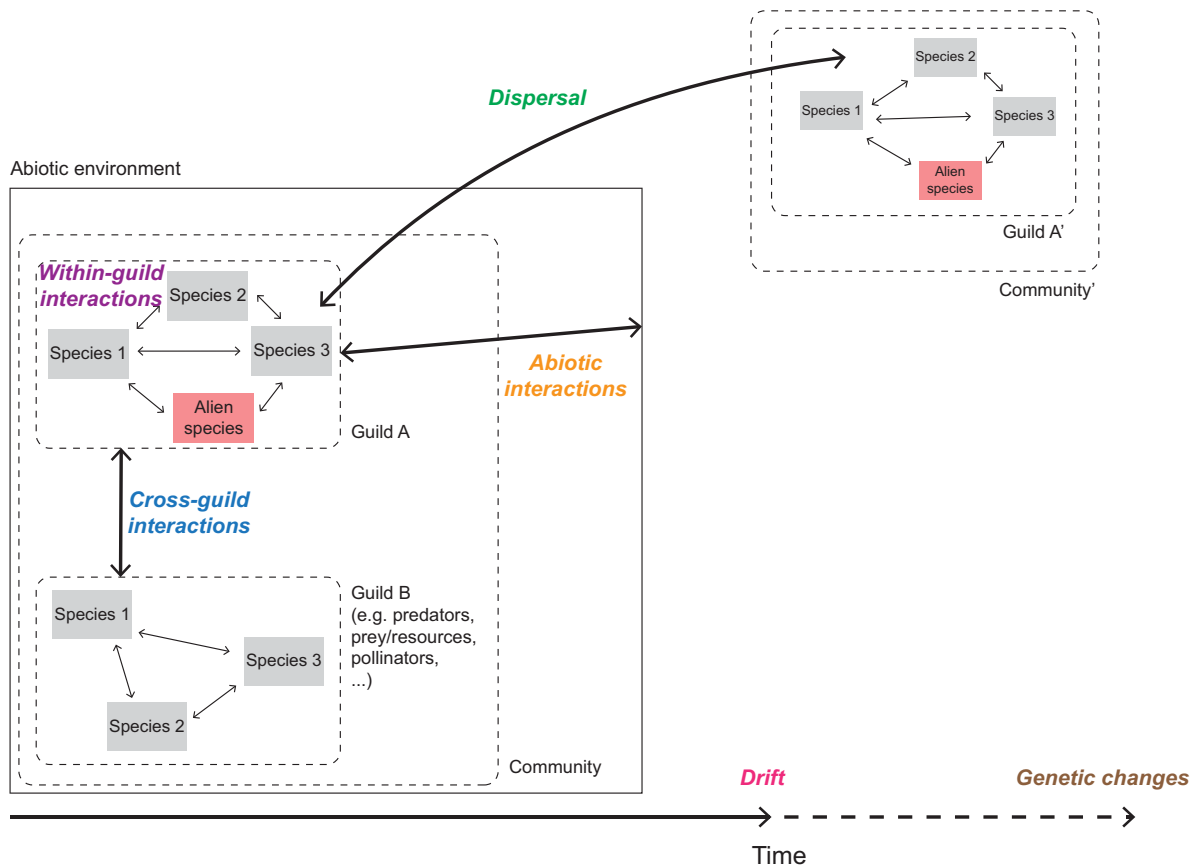 Species 2
Species 1
Species 3
Alien
species
Guild A’
Community’
Dispersal
Abiotic environment
Within-guild
interactions
Species 2
Species 1
Species 3
Alien
species
Guild A
Abiotic
interactions
Cross-guild
interactions
Guild B
(e.g. predators,
prey/resources,
pollinators,
...)
Species 1
Species 3
Species 2
Community
Drift
Genetic changes
Time